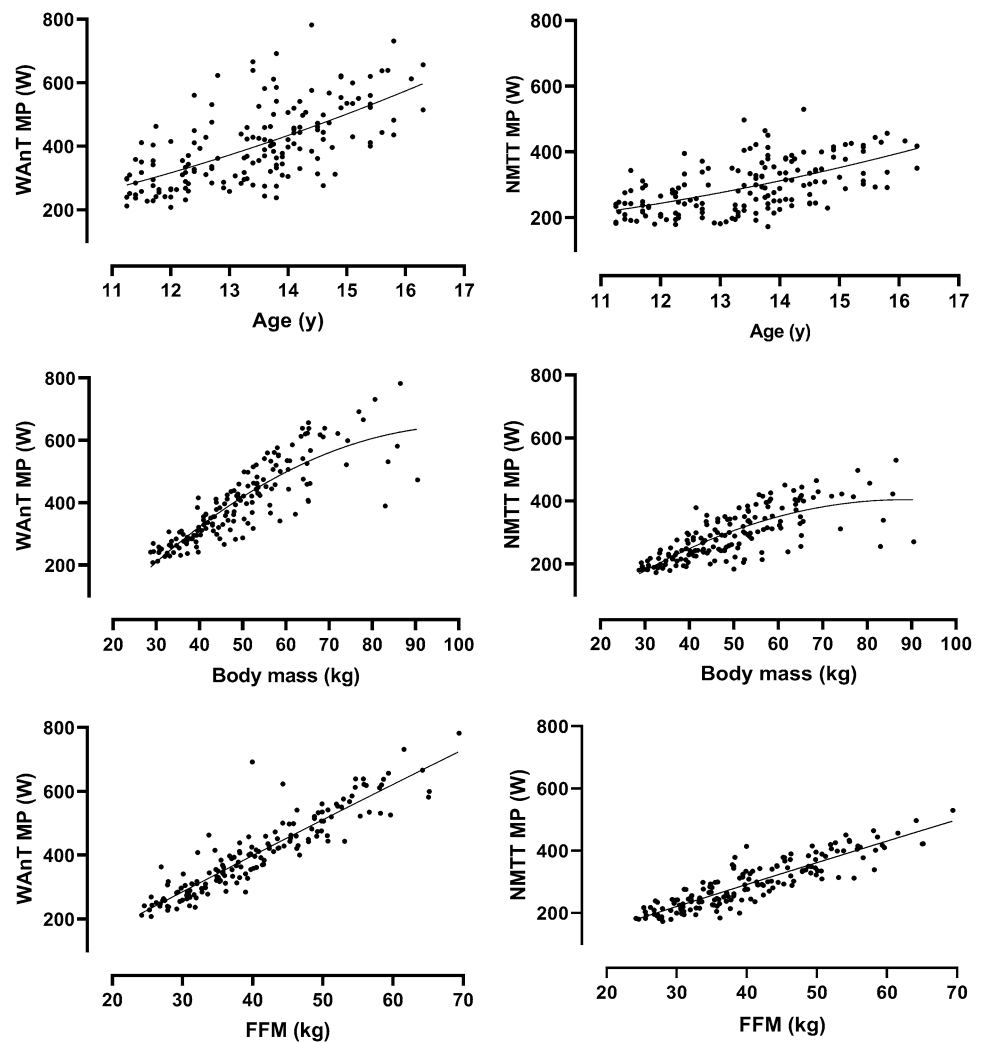 WAnT MP (W)
800
600
400
200
11 12 13 14 15 16 17
Age (y)
NMTT MP (W)
800
600
400
200
11 12 13 14 15 16 17
Age (y)
WAnT MP (W)
800
600
400
200
20 30 40 50 60 70 80 90 100
Body mass (kg)
NMTT MP (W)
800
600
400
200
20 30 40 50 60 70 80 90 100
Body mass (kg)
WAnT MP (W)
800
600
400
200
20 30 40 50 60 70
FFM (kg)
NMTT MP (W)
800
600
400
200
20 30 40 50 60 70
FFM (kg)